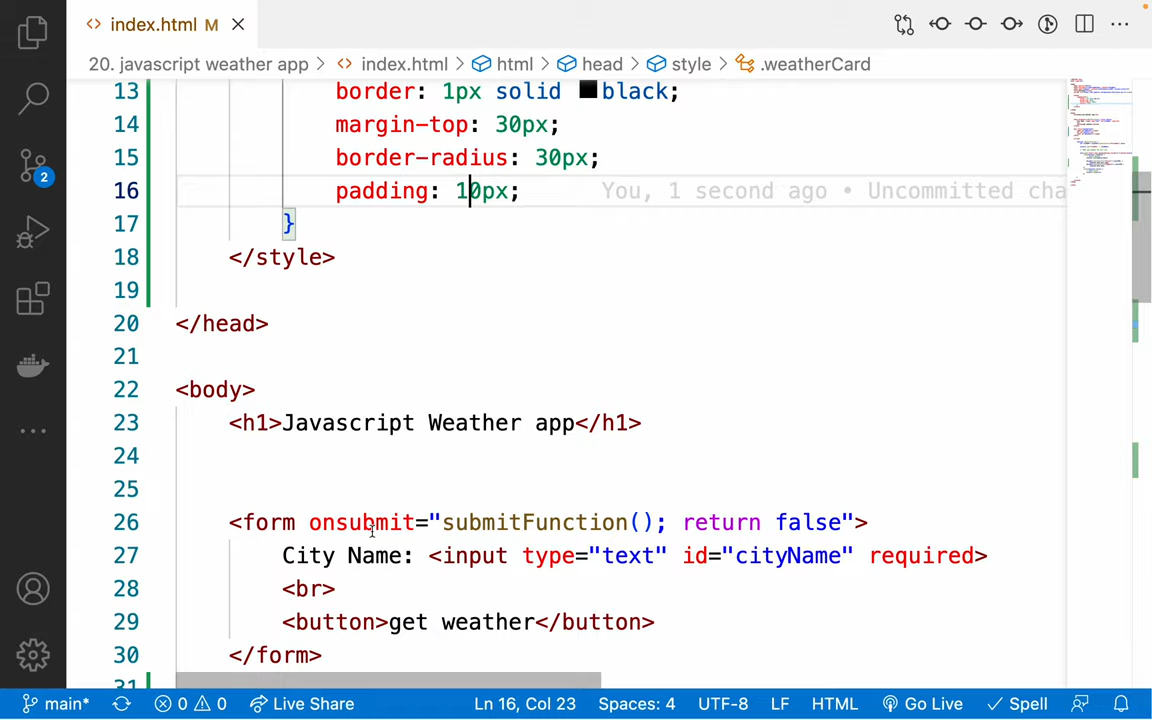 index.html M
20. javascript weather app > index.html > html > head > style > .weatherCard
13 border: 1px solid black;
14 margin-top: 30px;
15 border-radius: 30px;
16 padding: 10px; You, 1 second ago • Uncommitted cha
17 }
18 </style>
19
20 </head>
21
22 <body>
23 <h1>Javascript Weather app</h1>
24
25
26 <form onsubmit="submitFunction(); return false">
27 City Name: <input type="text" id="cityName" required>
28 <br>
29 <button>get weather</button>
30 </form>
31
2
main* 0 0 Live Share Ln 16, Col 23 Spaces: 4 UTF-8 LF HTML Go Live Spell